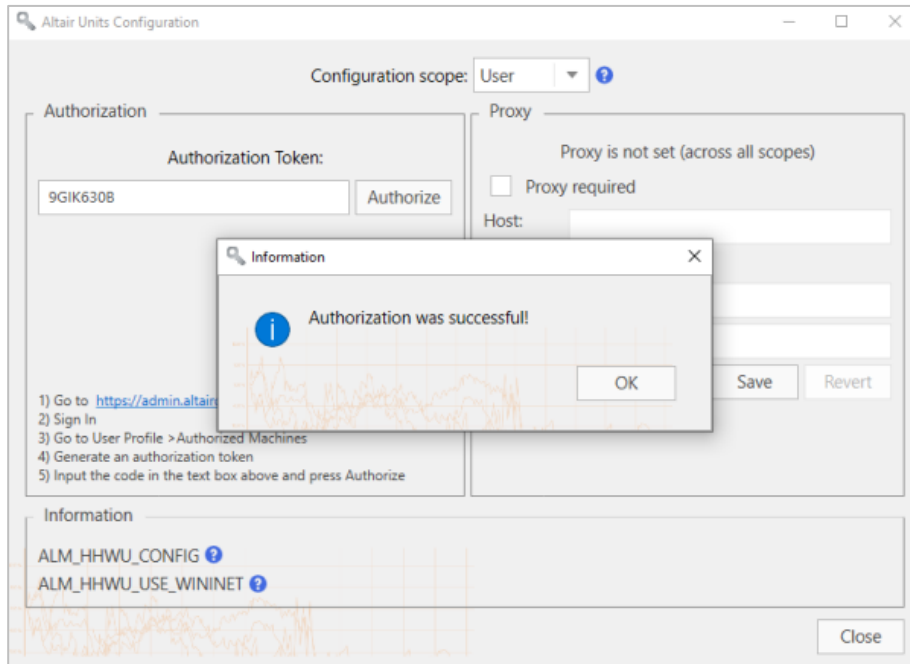 Altair Units Configuration
Configuration scope: User
Authorization
Authorization Token:
9GIK630B
Authorize
Proxy
Proxy is not set (across all scopes)
Proxy required
Host:
Information
Authorization was successful!
OK
Save
Revert
1) Go to https://admin.altair
2) Sign In
3) Go to User Profile >Authorized Machines
4) Generate an authorization token
5) Input the code in the text box above and press Authorize
Information
ALM_HHWU_CONFIG
ALM_HHWU_USE_WININET
Close